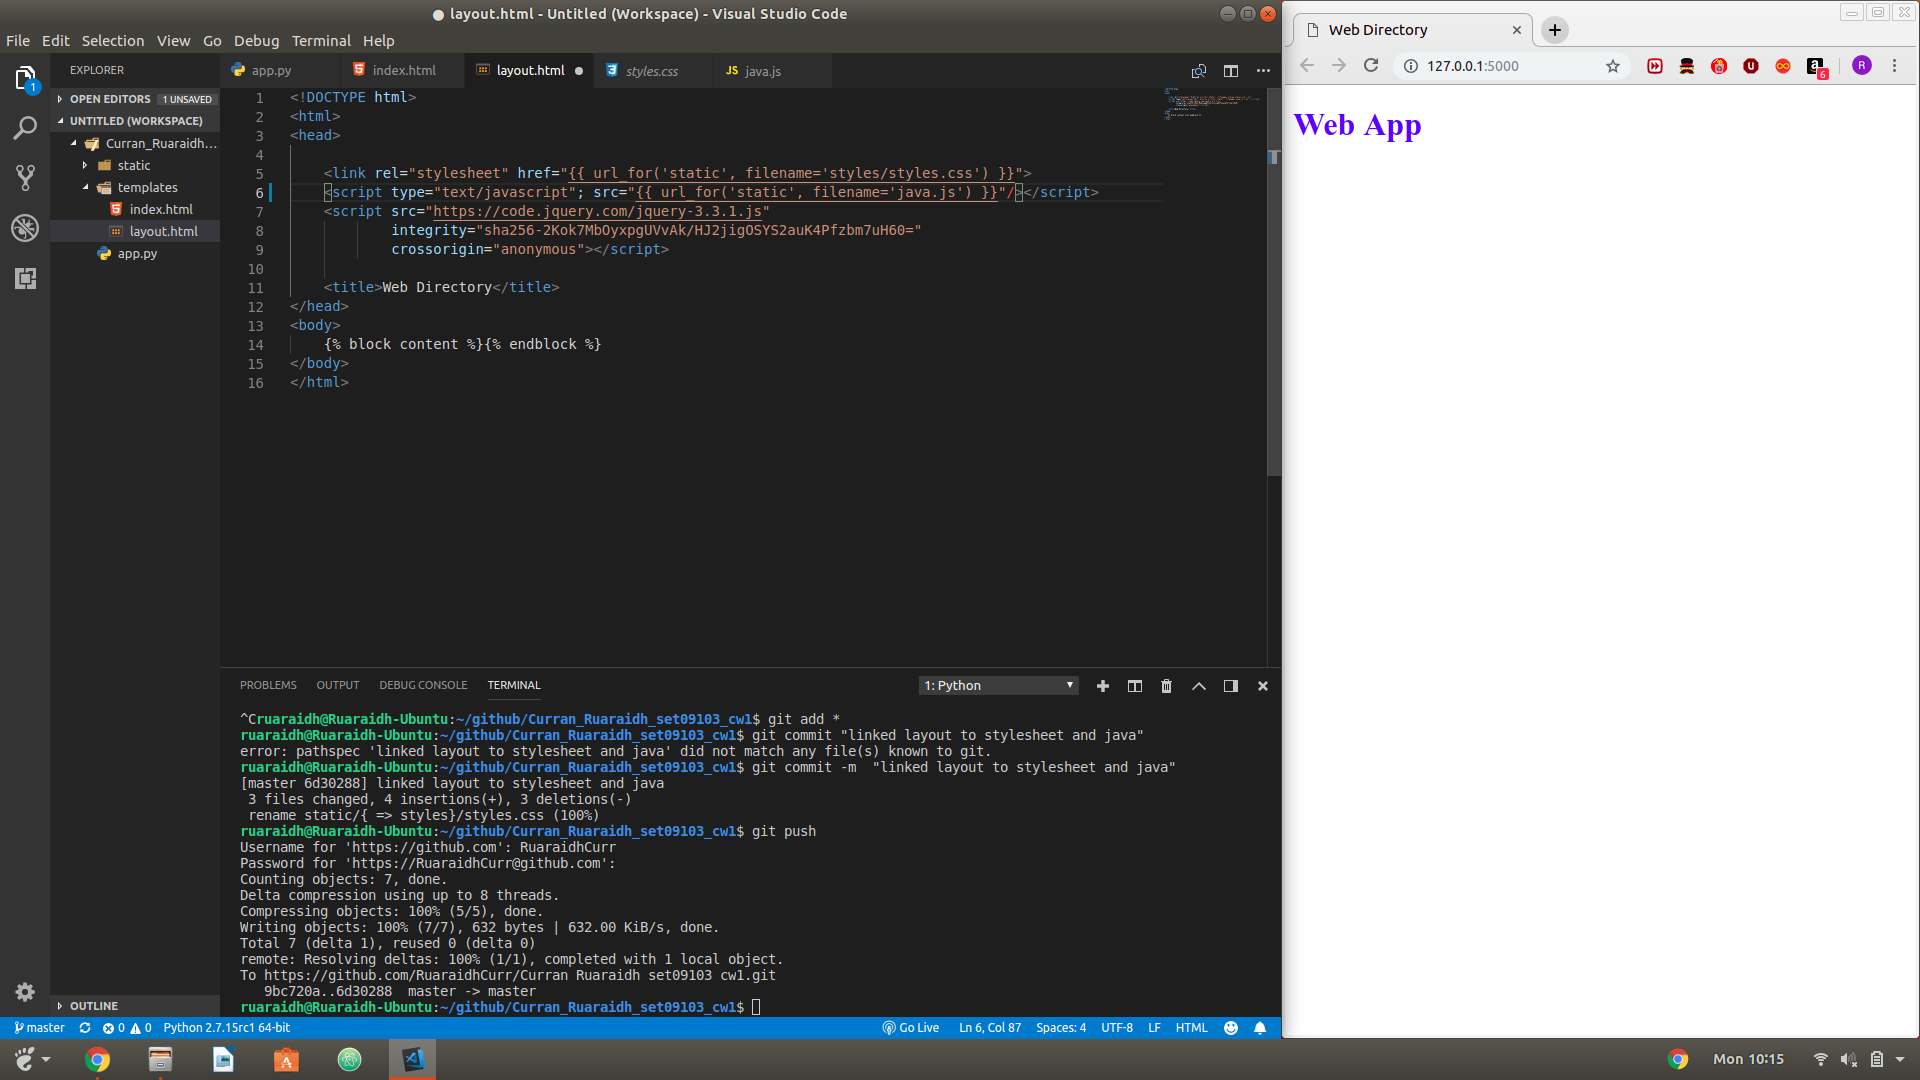 layout.html - Untitled (Workspace) - Visual Studio Code
File Edit Selection View Go Debug Terminal Help
EXPLORER
1
OPEN EDITORS 1 UNSAVED
UNTITLED (WORKSPACE)
Curran_Ruaraidh...
static
templates
index.html
layout.html
app.py
OUTLINE
app.py index.html layout.html styles.css JS java.js
1 <!DOCTYPE html>
2 <html>
3 <head>
4
5 <link rel="stylesheet" href="{{ url_for('static', filename='styles/styles.css') }}">
6 <script type="text/javascript"; src="{{ url_for('static', filename='java.js') }}"/></script>
7 <script src="https://code.jquery.com/jquery-3.3.1.js"
8 integrity="sha256-2Kok7MbOyxpgUVvAk/HJ2jigOSYS2auK4Pfzbm7uH60="
9 crossorigin="anonymous"></script>
10
11 <title>Web Directory</title>
12 </head>
13 <body>
14 {% block content %}{% endblock %}
15 </body>
16 </html>
PROBLEMS OUTPUT DEBUG CONSOLE TERMINAL 1: Python
^Cruaraidh@Ruaraidh-Ubuntu:~/github/Curran_Ruaraidh_set09103_cw1$ git add *
ruaraidh@Ruaraidh-Ubuntu:~/github/Curran_Ruaraidh_set09103_cw1$ git commit "linked layout to stylesheet and java"
error: pathspec 'linked layout to stylesheet and java' did not match any file(s) known to git.
ruaraidh@Ruaraidh-Ubuntu:~/github/Curran_Ruaraidh_set09103_cw1$ git commit -m  "linked layout to stylesheet and java"
[master 6d30288] linked layout to stylesheet and java
3 files changed, 4 insertions(+), 3 deletions(-)
rename static/{ => styles}/styles.css (100%)
ruaraidh@Ruaraidh-Ubuntu:~/github/Curran_Ruaraidh_set09103_cw1$ git push
Username for 'https://github.com': RuaraidhCurr
Password for 'https://RuaraidhCurr@github.com':
Counting objects: 7, done.
Delta compression using up to 8 threads.
Compressing objects: 100% (5/5), done.
Writing objects: 100% (7/7), 632 bytes | 632.00 KiB/s, done.
Total 7 (delta 1), reused 0 (delta 0)
remote: Resolving deltas: 100% (1/1), completed with 1 local object.
To https://github.com/RuaraidhCurr/Curran Ruaraidh set09103 cw1.git
9bc720a..6d30288  master -> master
ruaraidh@Ruaraidh-Ubuntu:~/github/Curran_Ruaraidh_set09103_cw1$
master 0 0 Python 2.7.15rc1 64-bit Go Live Ln 6, Col 87 Spaces: 4 UTF-8 LF HTML
Web Directory
127.0.0.1:5000
a 6 R
Web App
Mon 10:15